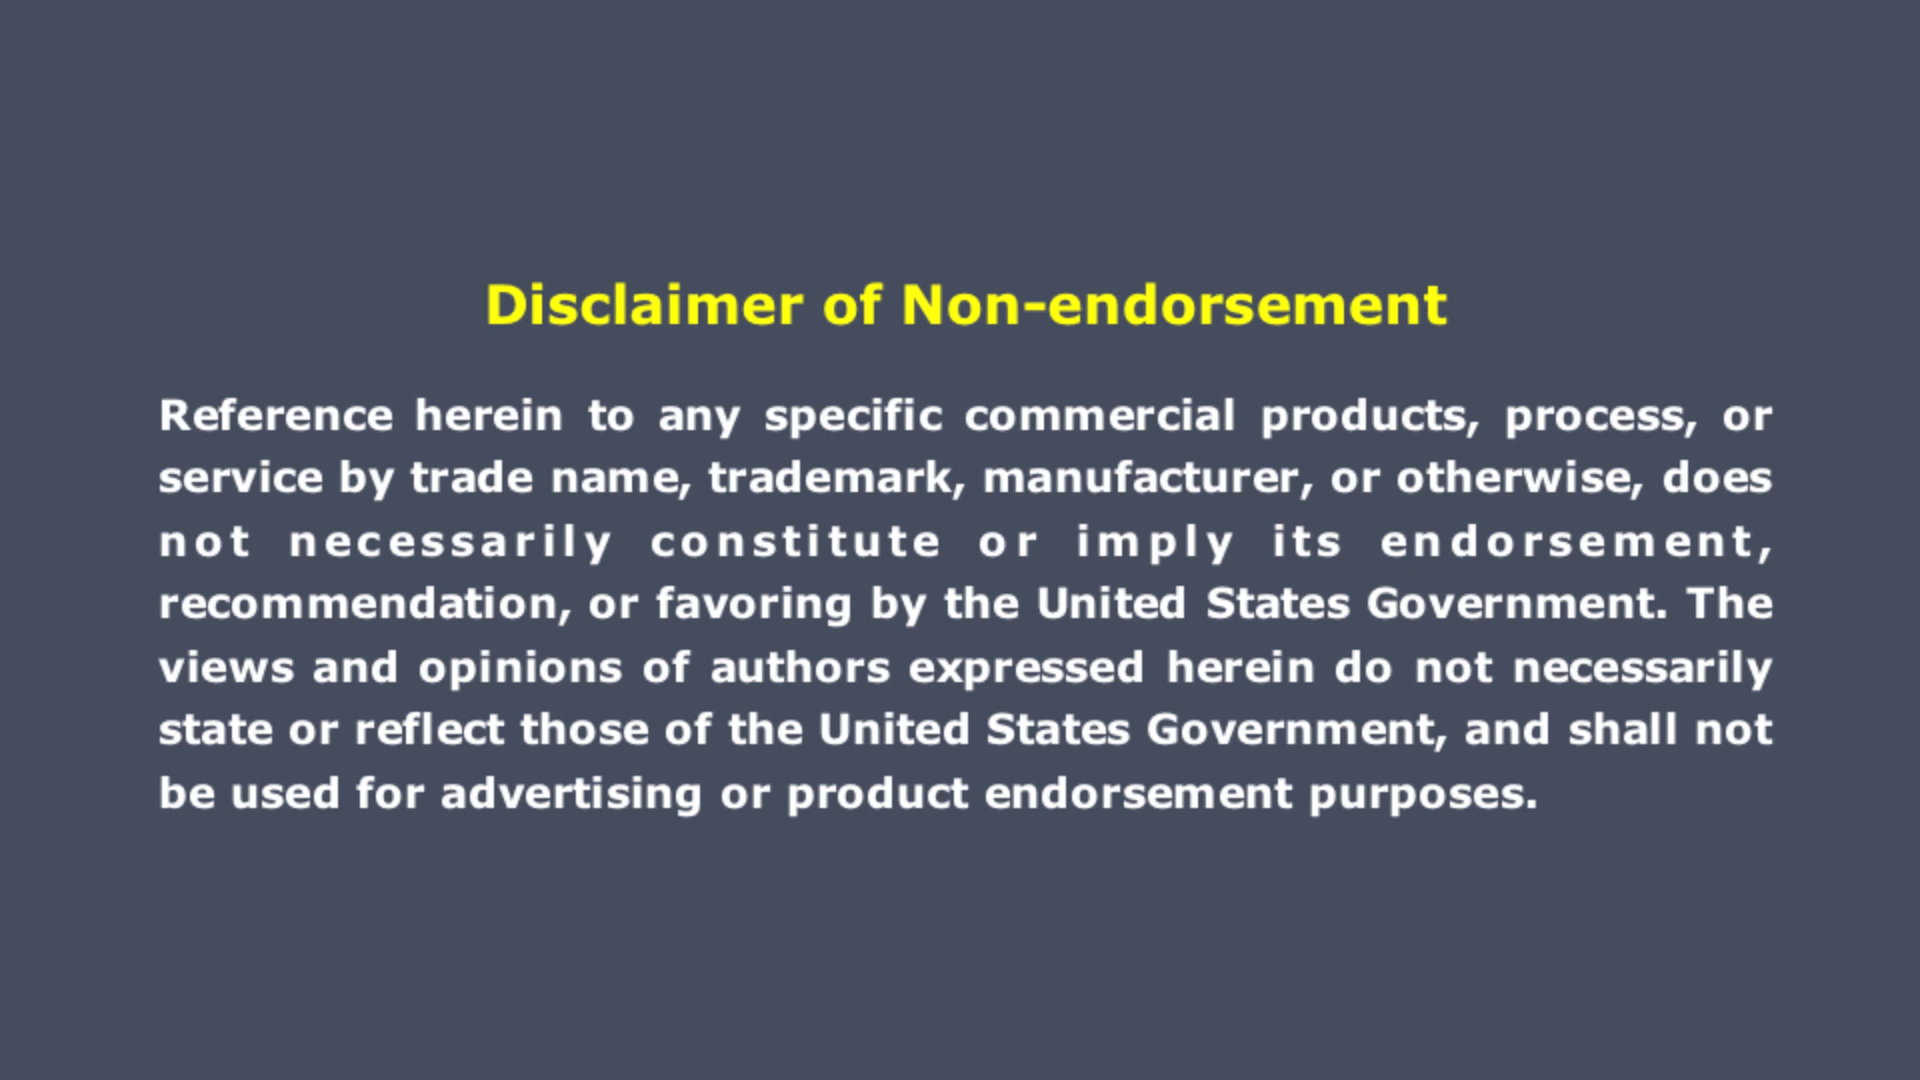 Disclaimer of Non-endorsement
Reference herein to any specific commercial products, process, or
service by trade name, trademark, manufacturer, or otherwise, does
not necessarily constitute or imply its endorsement,
recommendation, or favoring by the United States Government. The
views and opinions of authors expressed herein do not necessarily
state or reflect those of the United States Government, and shall not
be used for advertising or product endorsement purposes.